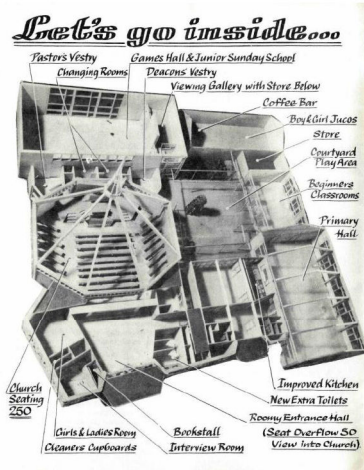 Let's go inside...
Pastor's Vestry
Games Hall & Junior Sunday School
Changing Rooms
Deacons' Vestry
Viewing Gallery with Store Below
Coffee Bar
Boy & Girl Jucos
Store
Courtyard
Play Area
Beginners
Classrooms
Primary
Hall
Church
Seating
250
Improved Kitchen
New Extra Toilets
Roomy Entrance Hall
(Seat Overflow 50
View into Church)
Girls & Ladies Room
Bookstall
Cleaners Cupboards
Interview Room